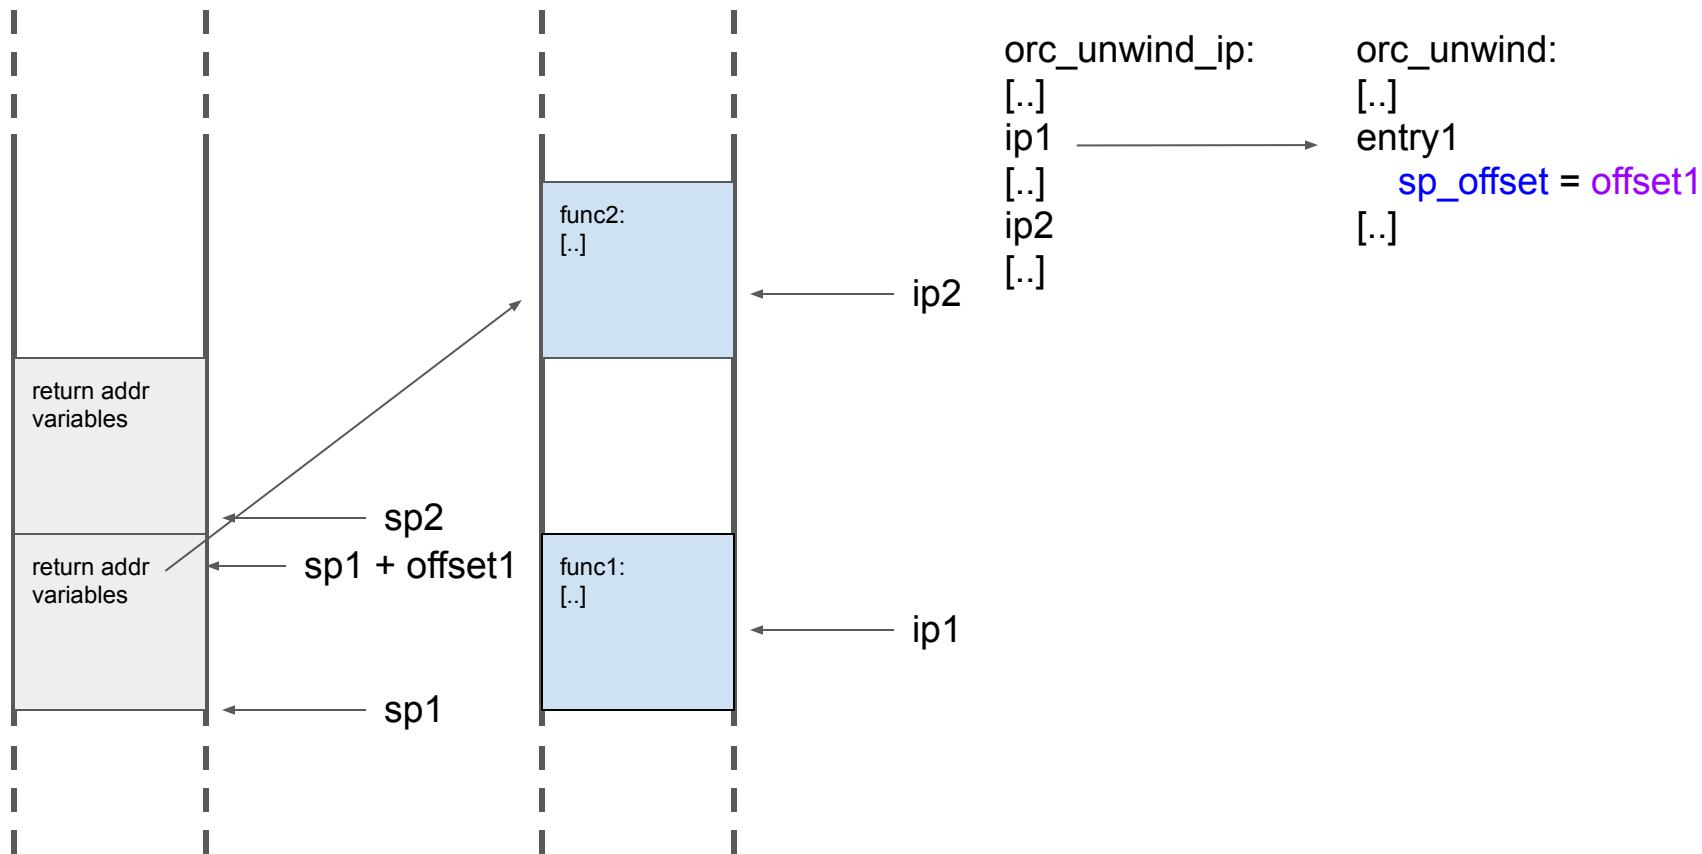 orc_unwind_ip:
[..]
ip1
[..]
ip2
[..]
orc_unwind:
[..]
entry1
sp_offset = offset1
[..]
func2:
[..]
ip2
return addr
variables
sp2
sp1 + offset1
return addr
variables
func1:
[..]
ip1
sp1